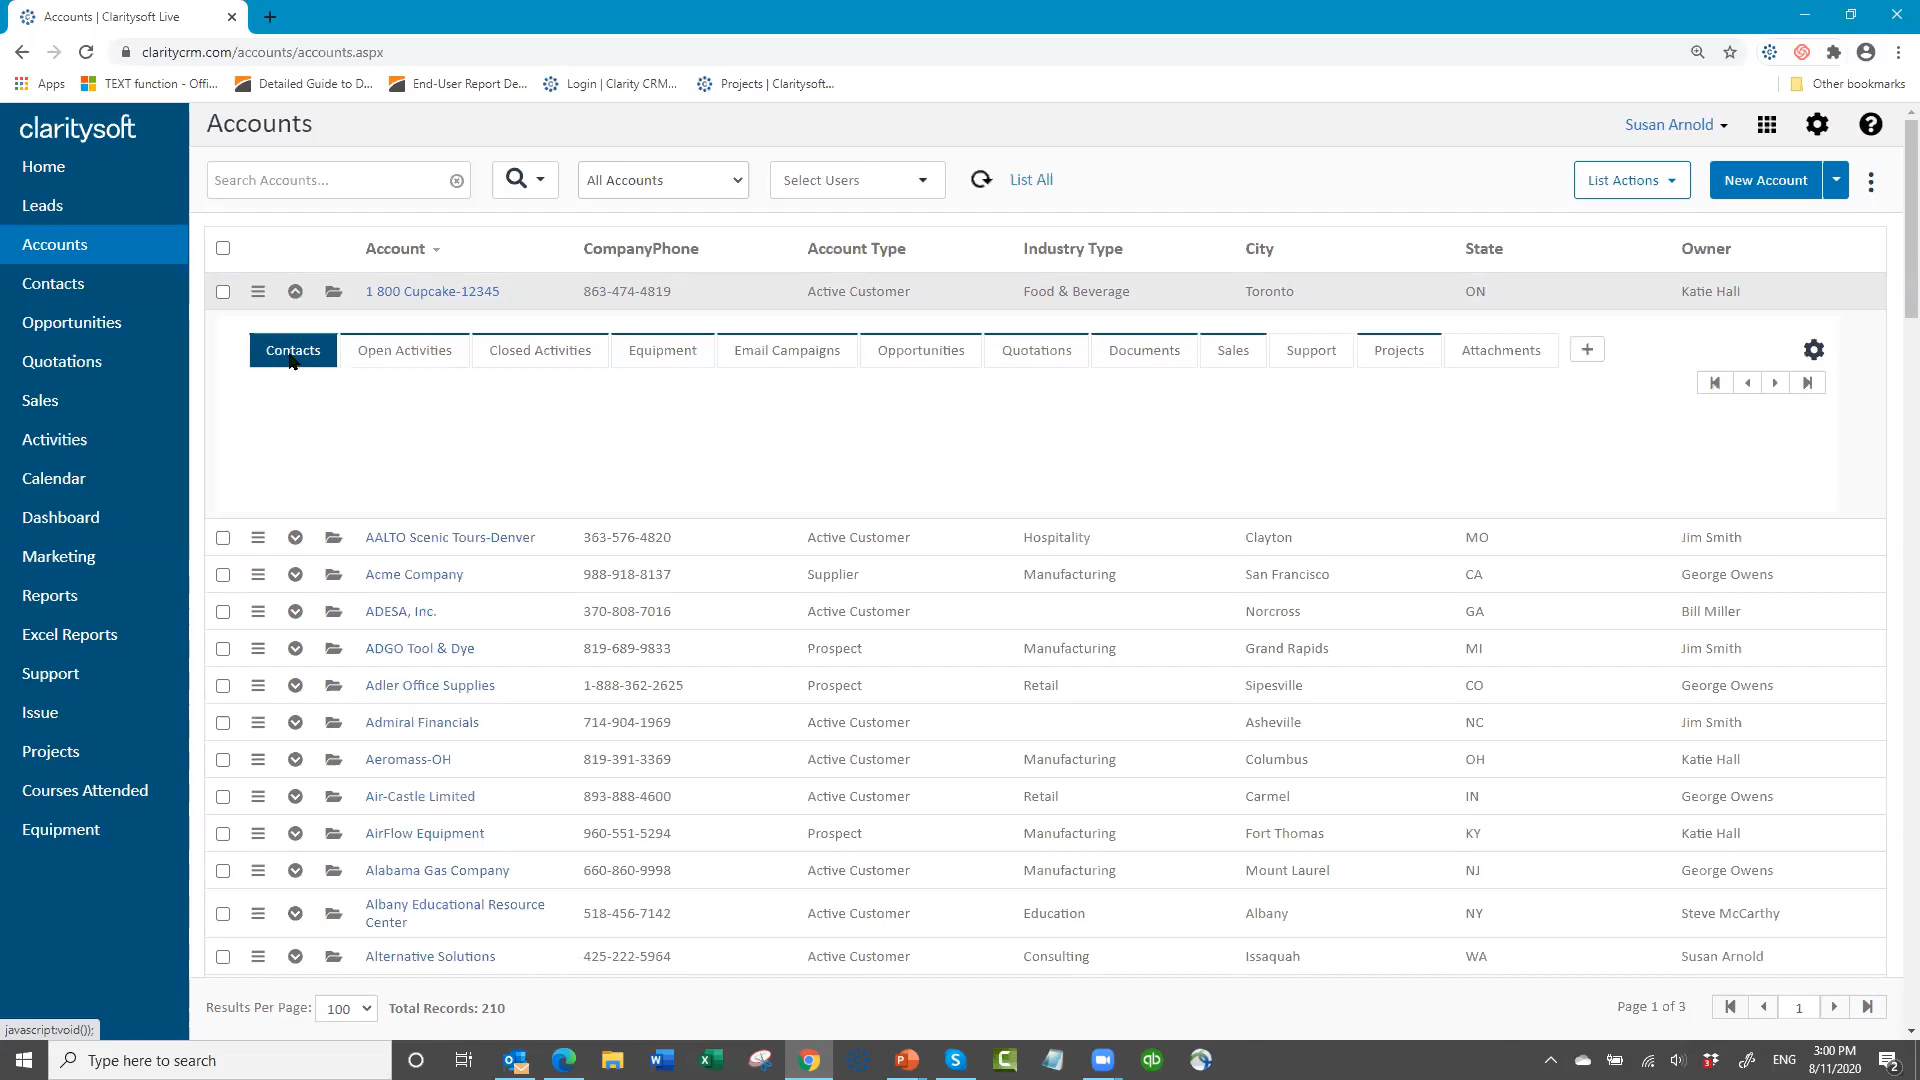 Accounts | Claritysoft Live
claritycrm.com/accounts/accounts.aspx
Apps TEXT function - Offi... Detailed Guide to D... End-User Report De... Login | Clarity CRM... Projects | Claritysoft... Other bookmarks
claritysoft
Home
Leads
Accounts
Contacts
Opportunities
Quotations
Sales
Activities
Calendar
Dashboard
Marketing
Reports
Excel Reports
Support
Issue
Projects
Courses Attended
Equipment
Accounts Susan Arnold
Search Accounts... All Accounts Select Users List All List Actions New Account
Account CompanyPhone Account Type Industry Type City State Owner
1 800 Cupcake-12345 863-474-4819 Active Customer Food & Beverage Toronto ON Katie Hall
Contacts Open Activities Closed Activities Equipment Email Campaigns Opportunities Quotations Documents Sales Support Projects Attachments +
AALTO Scenic Tours-Denver 363-576-4820 Active Customer Hospitality Clayton MO Jim Smith
Acme Company 988-918-8137 Supplier Manufacturing San Francisco CA George Owens
ADESA, Inc. 370-808-7016 Active Customer Norcross GA Bill Miller
ADGO Tool & Dye 819-689-9833 Prospect Manufacturing Grand Rapids MI Jim Smith
Adler Office Supplies 1-888-362-2625 Prospect Retail Sipesville CO George Owens
Admiral Financials 714-904-1969 Active Customer Asheville NC Jim Smith
Aeromass-OH 819-391-3369 Active Customer Manufacturing Columbus OH Katie Hall
Air-Castle Limited 893-888-4600 Active Customer Retail Carmel IN George Owens
AirFlow Equipment 960-551-5294 Prospect Manufacturing Fort Thomas KY Katie Hall
Alabama Gas Company 660-860-9998 Active Customer Manufacturing Mount Laurel NJ George Owens
Albany Educational Resource
Center 518-456-7142 Active Customer Education Albany NY Steve McCarthy
Alternative Solutions 425-222-5964 Active Customer Consulting Issaquah WA Susan Arnold
Results Per Page: 100 Total Records: 210 Page 1 of 3 1
javascript:void());
Type here to search ENG 3:00 PM
8/11/2020 2